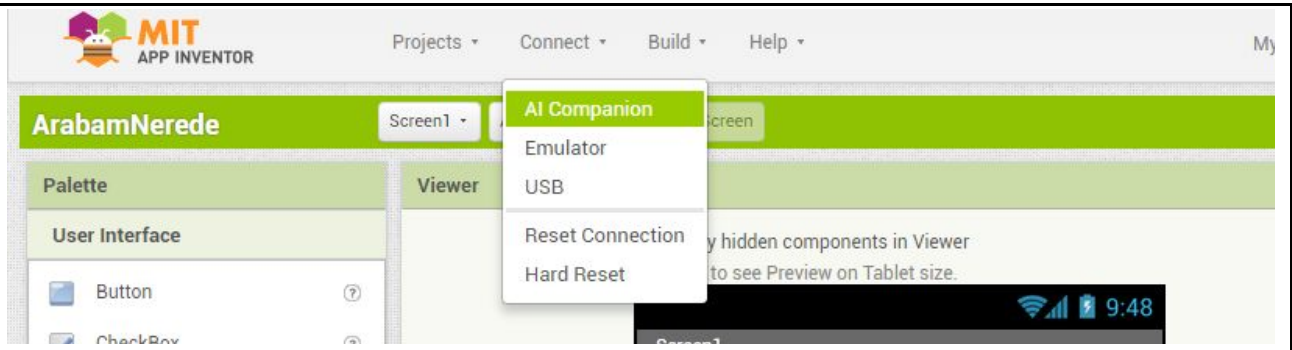 MIT
APP INVENTOR
Projects
Connect
Build
Help
My
ArabamNerede
Screen1
Screen
AI Companion
Emulator
USB
Reset Connection
Hard Reset
Palette
Viewer
User Interface
y hidden components in Viewer
to see Preview on Tablet size.
Button
?
9:48
CheckBox
Screen1